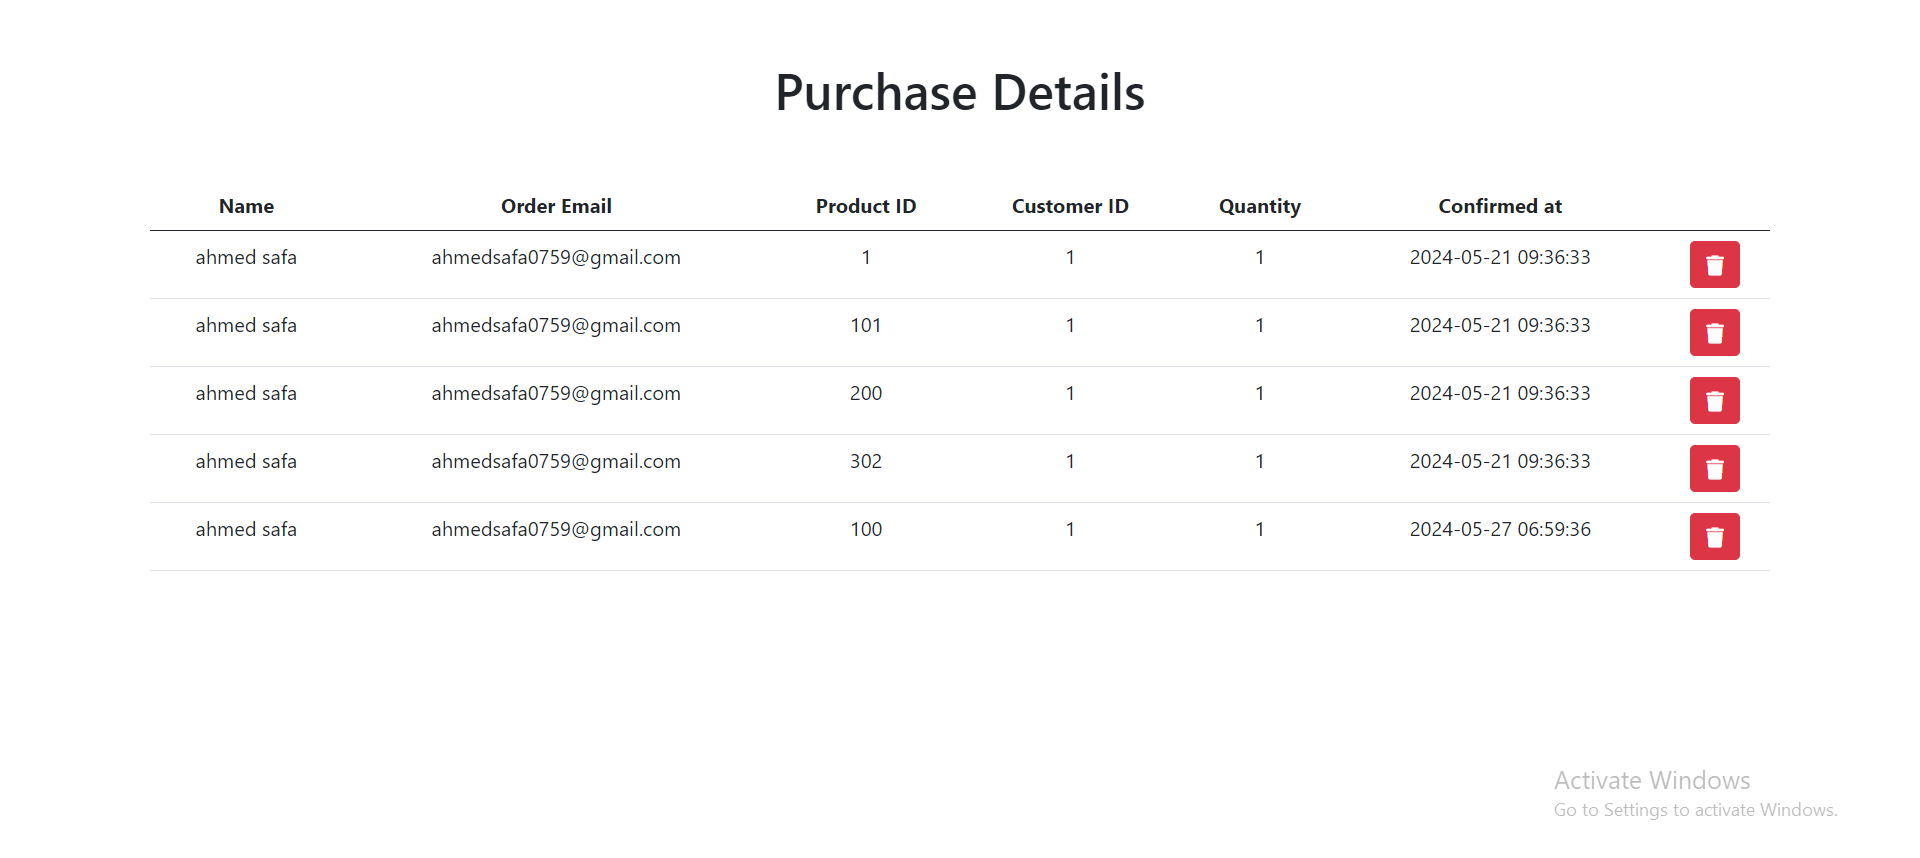 Purchase Details
Name Order Email Product ID Customer ID Quantity Confirmed at
ahmed safa ahmedsafa0759@gmail.com 1 1 1 2024-05-21 09:36:33
ahmed safa ahmedsafa0759@gmail.com 101 1 1 2024-05-21 09:36:33
ahmed safa ahmedsafa0759@gmail.com 200 1 1 2024-05-21 09:36:33
ahmed safa ahmedsafa0759@gmail.com 302 1 1 2024-05-21 09:36:33
ahmed safa ahmedsafa0759@gmail.com 100 1 1 2024-05-27 06:59:36
Activate Windows
Go to Settings to activate Windows.